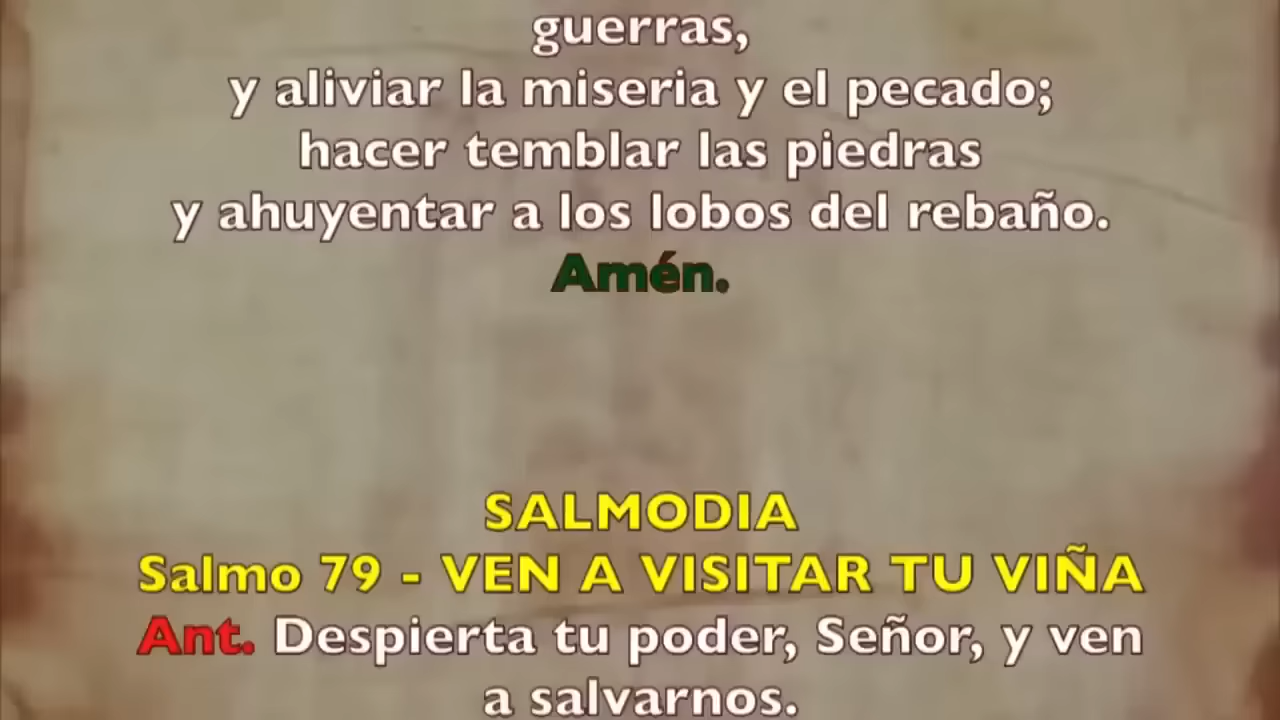 guerras,
y aliviar la miseria y el pecado;
hacer temblar las piedras
y ahuyentar a los lobos del rebaño.
Amén.
SALMODIA
Salmo 79 - VEN A VISITAR TU VIÑA
Ant. Despierta tu poder, Señor, y ven
a salvarnos.